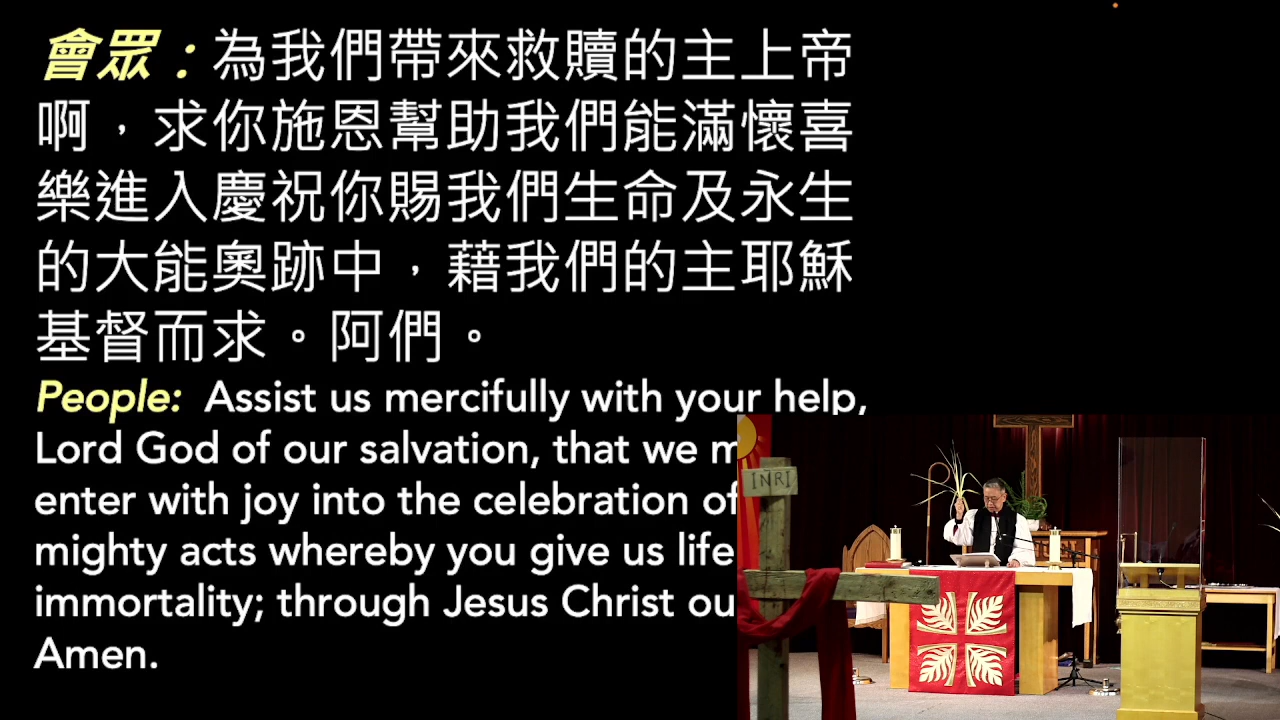 會眾：為我們帶來救贖的主上帝
啊，求你施恩幫助我們能滿懷喜
樂進入慶祝你賜我們生命及永生
的大能奧跡中，藉我們的主耶穌
基督而求。阿們。
People: Assist us mercifully with your help,
Lord God of our salvation, that we
enter with joy into the celebration of
mighty acts whereby you give us life
immortality; through Jesus Christ
Amen.
INRI